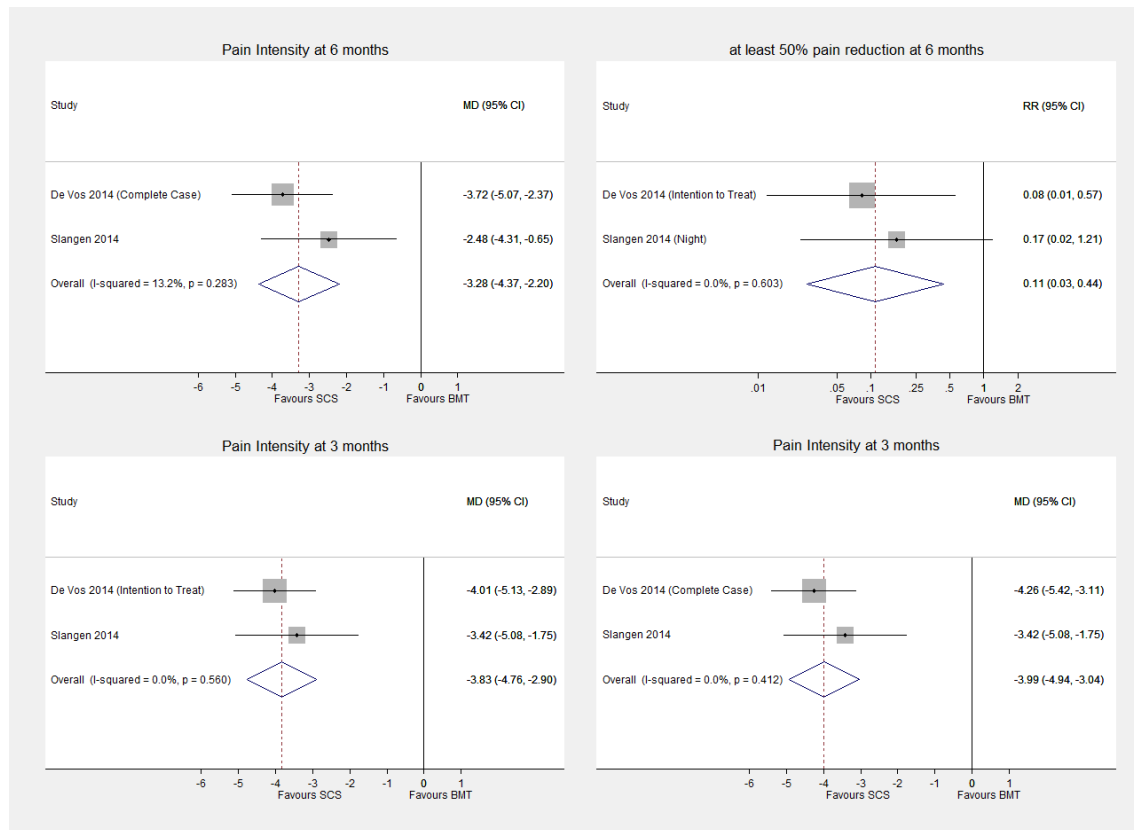 Pain Intensity at 6 months
Study MD (95% CI)
De Vos 2014 (Complete Case) -3.72 (-5.07, -2.37)
Slangen 2014 -2.48 (-4.31, -0.65)
Overall (I-squared = 13.2%, p = 0.283) -3.28 (-4.37, -2.20)
-6 -5 -4 -3 -2 -1 0 1
Favours SCS Favours BMT
at least 50% pain reduction at 6 months
Study RR (95% CI)
De Vos 2014 (Intention to Treat) 0.08 (0.01, 0.57)
Slangen 2014 (Night) 0.17 (0.02, 1.21)
Overall (I-squared = 0.0%, p = 0.603) 0.11 (0.03, 0.44)
.01 .05 .1 .25 .5 1 2
Favours SCS Favours BMT
Pain Intensity at 3 months
Study MD (95% CI)
De Vos 2014 (Intention to Treat) -4.01 (-5.13, -2.89)
Slangen 2014 -3.42 (-5.08, -1.75)
Overall (I-squared = 0.0%, p = 0.560) -3.83 (-4.76, -2.90)
-6 -5 -4 -3 -2 -1 0 1
Favours SCS Favours BMT
Pain Intensity at 3 months
Study MD (95% CI)
De Vos 2014 (Complete Case) -4.26 (-5.42, -3.11)
Slangen 2014 -3.42 (-5.08, -1.75)
Overall (I-squared = 0.0%, p = 0.412) -3.99 (-4.94, -3.04)
-6 -5 -4 -3 -2 -1 0 1
Favours SCS Favours BMT